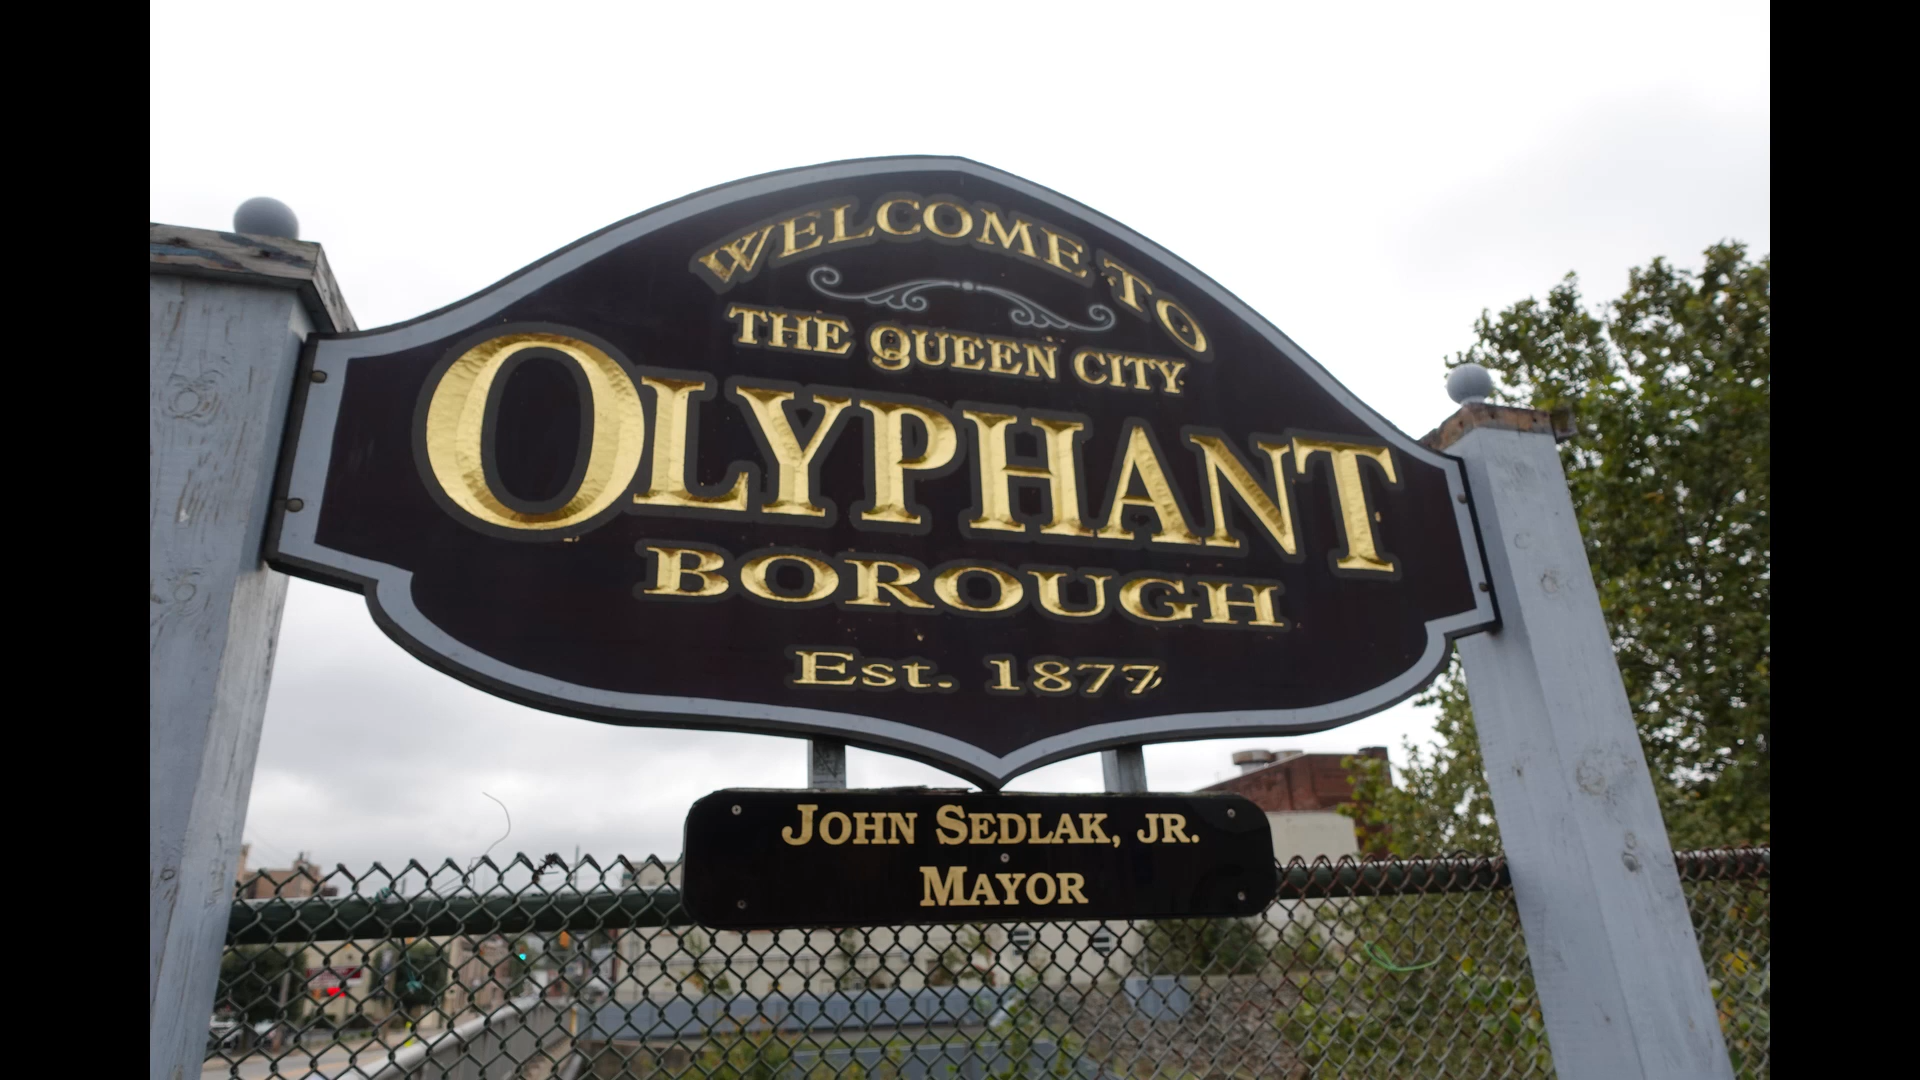 WELCOME TO
THE QUEEN CITY
OLYPHANT
BOROUGH
Est. 1877
JOHN SEDLAK, JR.
MAYOR